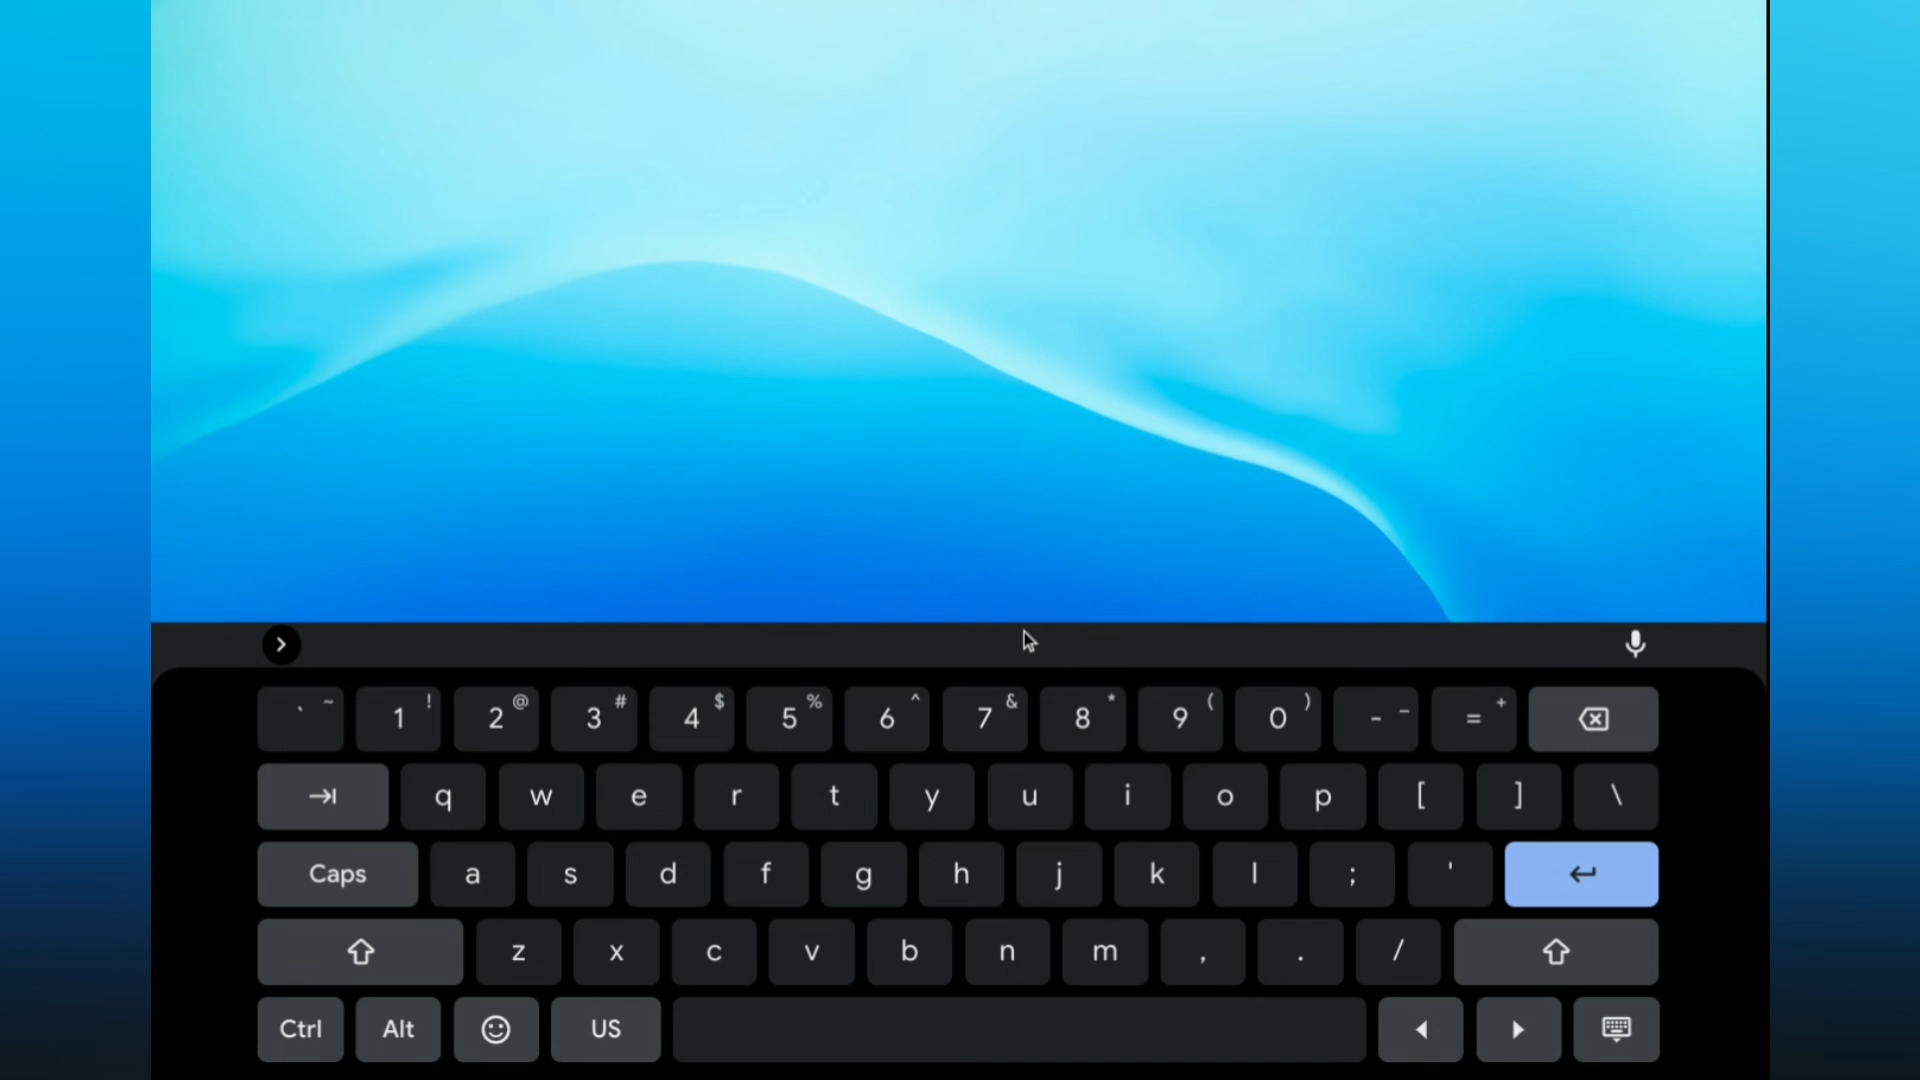 ` ~ 1 ! 2 @ 3 # 4 $ 5 % 6 ^ 7 & 8 * 9 ( 0 ) - _ = +
q w e r t y u i o p [ ] \
Caps a s d f g h j k l ; '
z x c v b n m , . /
Ctrl Alt US